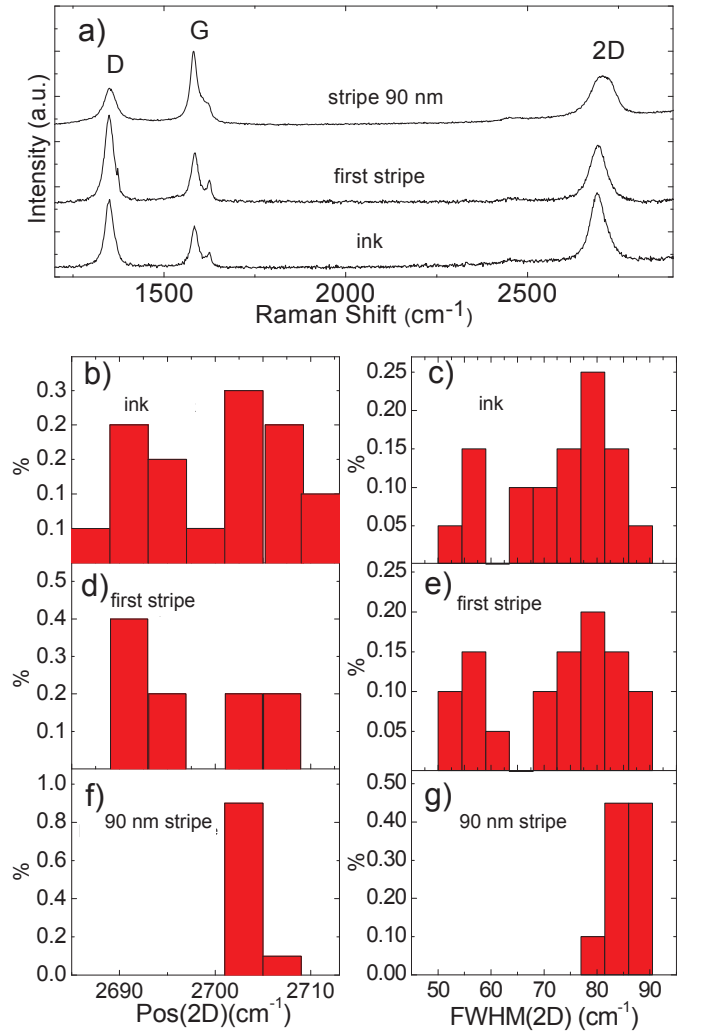 a)
D
G
2D
stripe 90 nm
first stripe
ink
Intensity (a.u.)
1500
2000
2500
Raman Shift (cm-1)
b)
ink
%
0.3
0.2
0.2
0.1
0.1
c)
ink
%
0.25
0.20
0.15
0.10
0.05
d)
first stripe
%
0.5
0.4
0.3
0.2
0.1
e)
first stripe
%
0.25
0.20
0.15
0.10
0.05
f)
90 nm stripe
%
1.0
0.8
0.6
0.4
0.2
0.0
2690
2700
2710
Pos(2D)(cm-1)
g)
90 nm stripe
%
0.50
0.40
0.30
0.20
0.10
0.00
50
60
70
80
90
FWHM(2D) (cm-1)